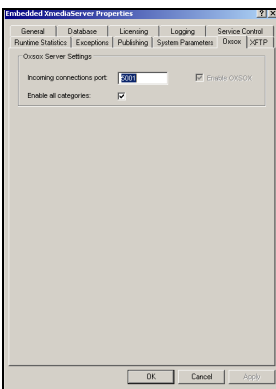 Embedded XmediaServer Properties
General Database Licensing Logging Service Control
Runtime Statistics Exceptions Publishing System Parameters Oxsox XFTP
Oxsox Server Settings
Incoming connections port: 5001 Enable OXSOX
Enable all categories:
OK Cancel Apply